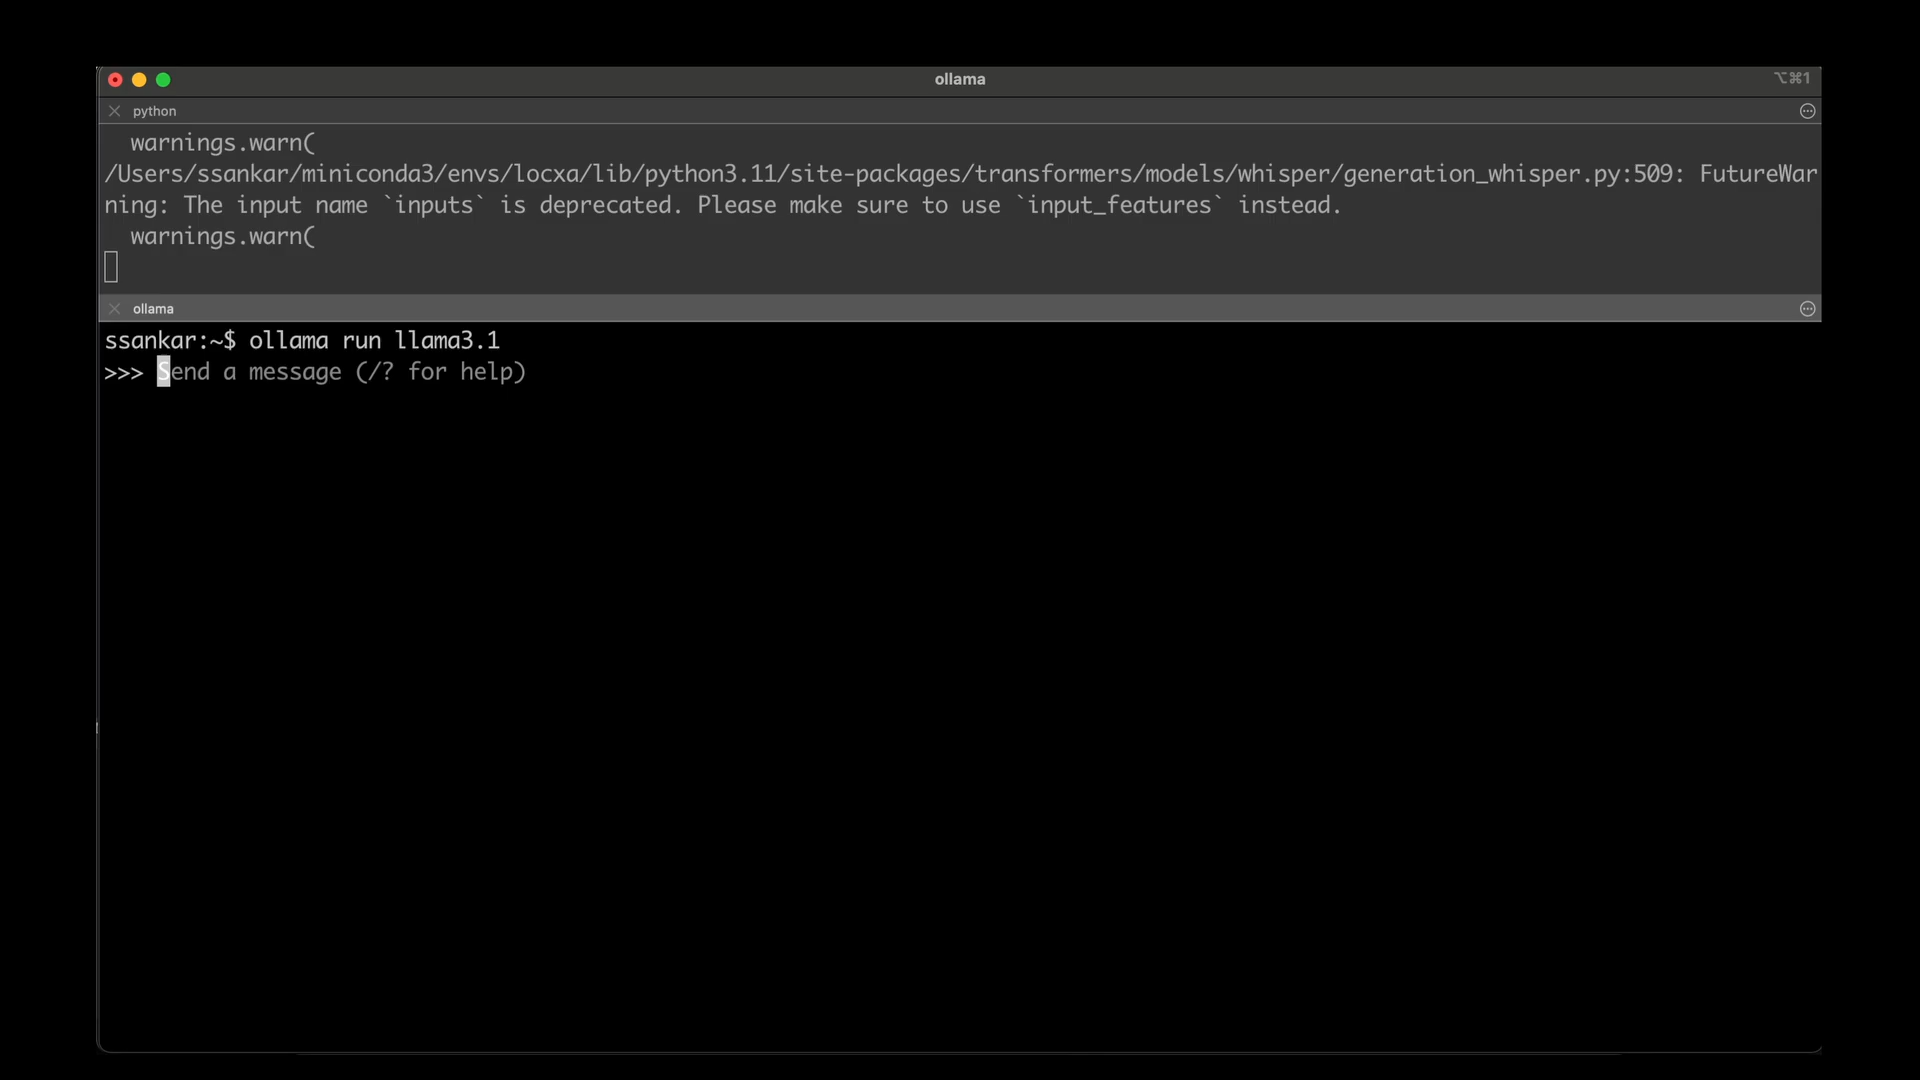 ollama
⌥⌘1
python
warnings.warn(
/Users/ssankar/miniconda3/envs/locxa/lib/python3.11/site-packages/transformers/models/whisper/generation_whisper.py:509: FutureWar
ning: The input name `inputs` is deprecated. Please make sure to use `input_features` instead.
warnings.warn(
ollama
ssankar:~$ ollama run llama3.1
>>> Send a message (/? for help)